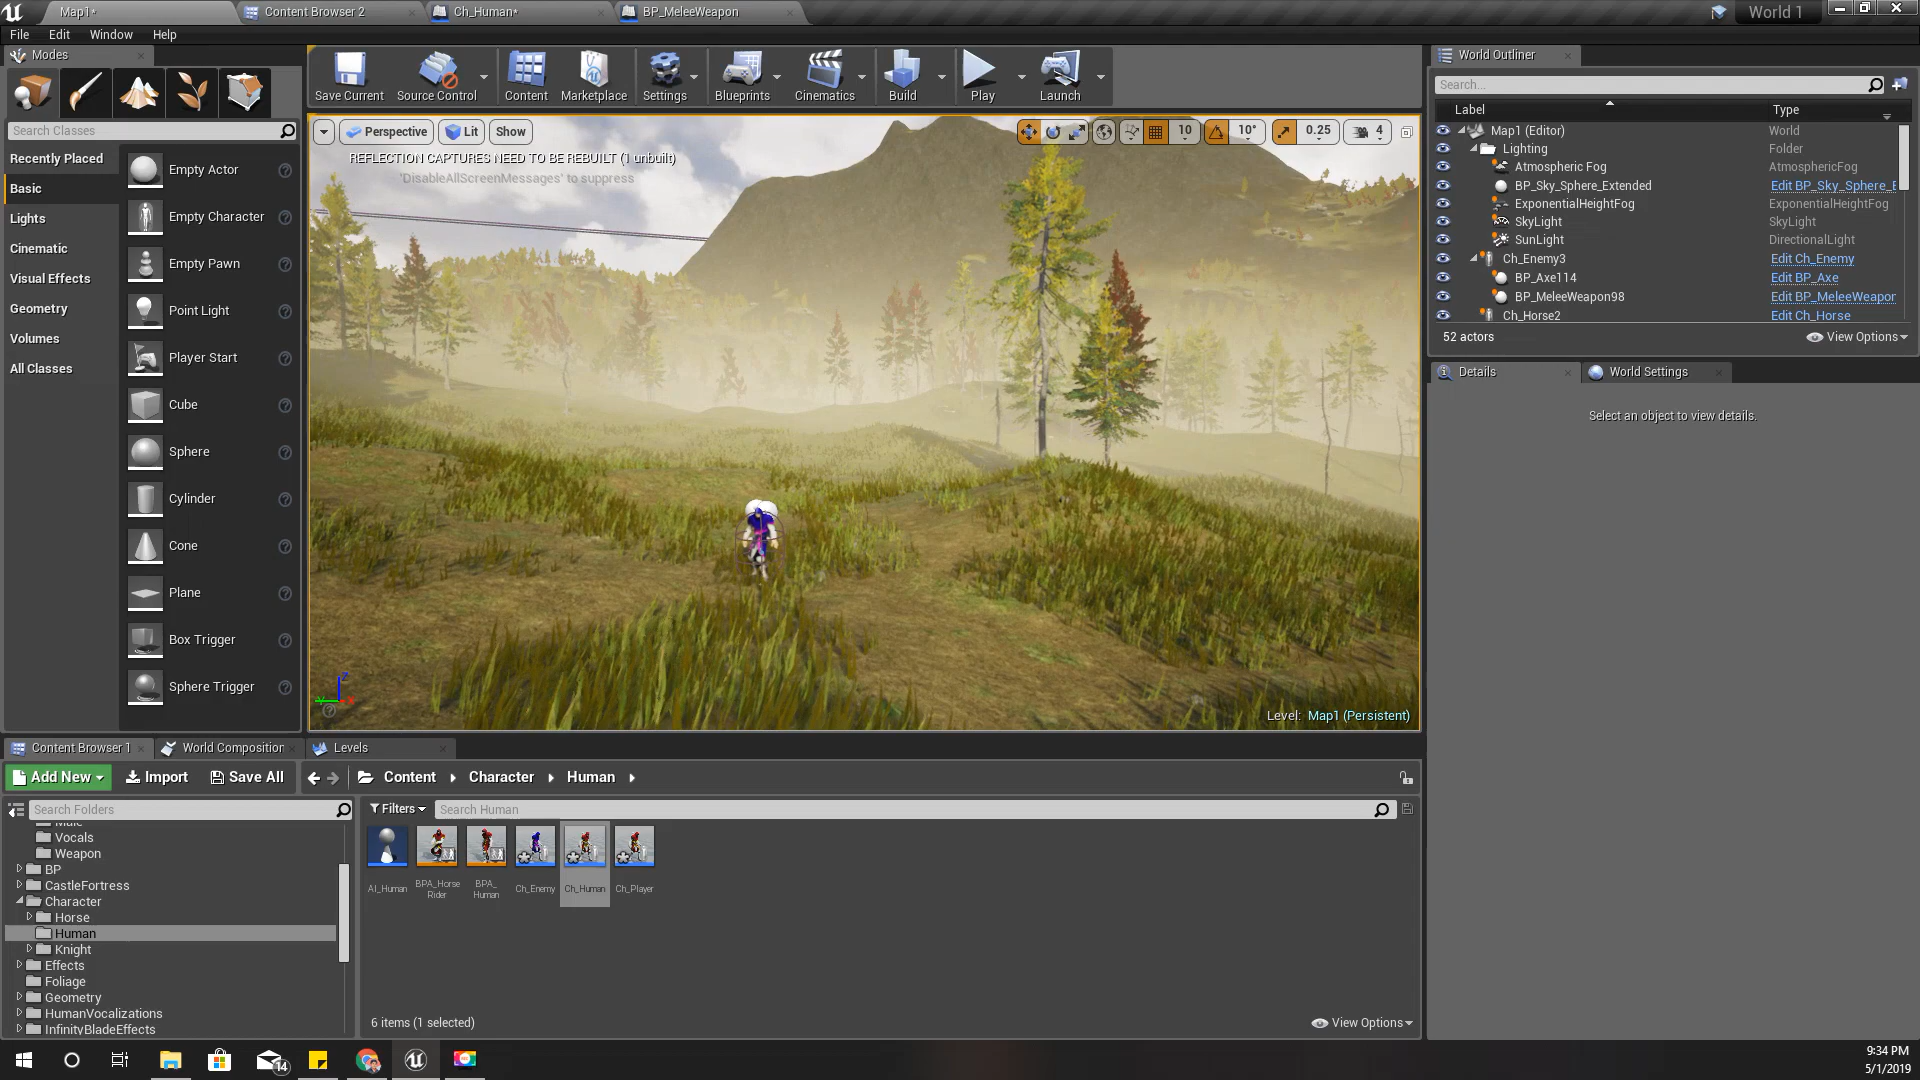 Map1*
Content Browser 2
Ch_Human*
BP_MeleeWeapon
World 1
File Edit Window Help
Modes
Search Classes
Recently Placed
Basic
Lights
Cinematic
Visual Effects
Geometry
Volumes
All Classes
Empty Actor
Empty Character
Empty Pawn
Point Light
Player Start
Cube
Sphere
Cylinder
Cone
Plane
Box Trigger
Sphere Trigger
Save Current
Source Control
Content
Marketplace
Settings
Blueprints
Cinematics
Build
Play
Launch
Perspective
Lit
Show
10
10°
0.25
4
REFLECTION CAPTURES NEED TO BE REBUILT (1 unbuilt)
'DisableAllScreenMessages' to suppress
Z
Y
X
Level: Map1 (Persistent)
World Outliner
Search...
Label Type
Map1 (Editor) World
Lighting Folder
Atmospheric Fog AtmosphericFog
BP_Sky_Sphere_Extended Edit BP_Sky_Sphere_E
ExponentialHeightFog ExponentialHeightFog
SkyLight SkyLight
SunLight DirectionalLight
Ch_Enemy3 Edit Ch_Enemy
BP_Axe114 Edit BP_Axe
BP_MeleeWeapon98 Edit BP_MeleeWeapon
Ch_Horse2 Edit Ch_Horse
52 actors
View Options
Details
World Settings
Select an object to view details.
Content Browser 1
World Composition
Levels
Add New
Import
Save All
Content
Character
Human
Search Folders
Male
Vocals
Weapon
BP
CastleFortress
Character
Horse
Human
Knight
Effects
Foliage
Geometry
HumanVocalizations
InfinityBladeEffects
Filters
Search Human
AI_Human
BPA_Horse
Rider
BPA_
Human
Ch_Enemy
Ch_Human
Ch_Player
6 items (1 selected)
View Options
14
9:34 PM
5/1/2019